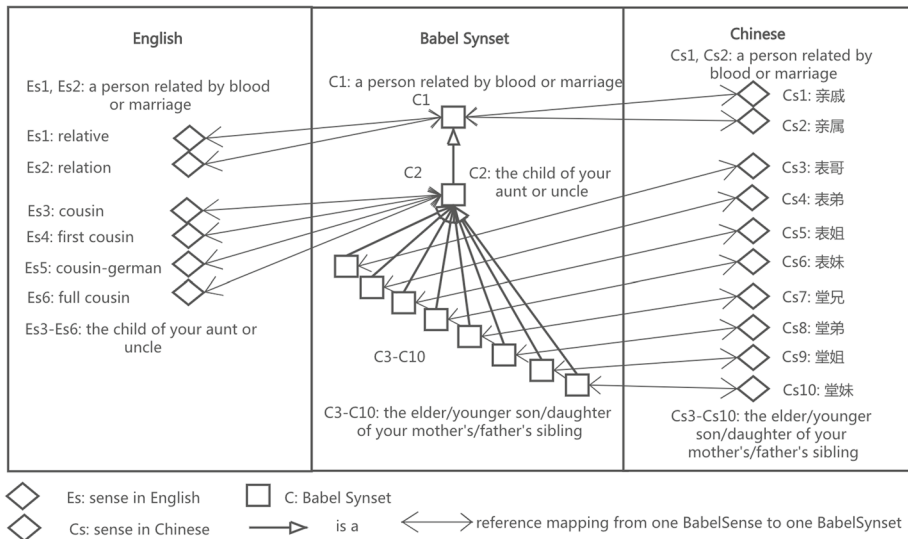 English
Es1, Es2: a person related by blood
or marriage
Es1: relative
Es2: relation
Es3: cousin
Es4: first cousin
Es5: cousin-german
Es6: full cousin
Es3-Es6: the child of your aunt or
uncle
Babel Synset
C1: a person related by blood or marriage
C1
C2
C2: the child of your
aunt or uncle
C3-C10
C3-C10: the elder/younger son/daughter
of your mother's/father's sibling
Chinese
Cs1, Cs2: a person related by
blood or marriage
Cs1: 亲戚
Cs2: 亲属
Cs3: 表哥
Cs4: 表弟
Cs5: 表姐
Cs6: 表妹
Cs7: 堂兄
Cs8: 堂弟
Cs9: 堂姐
Cs10: 堂妹
Cs3-Cs10: the elder/younger
son/daughter of your
mother's/father's sibling
Es: sense in English
C: Babel Synset
Cs: sense in Chinese
is a
reference mapping from one BabelSense to one BabelSynset